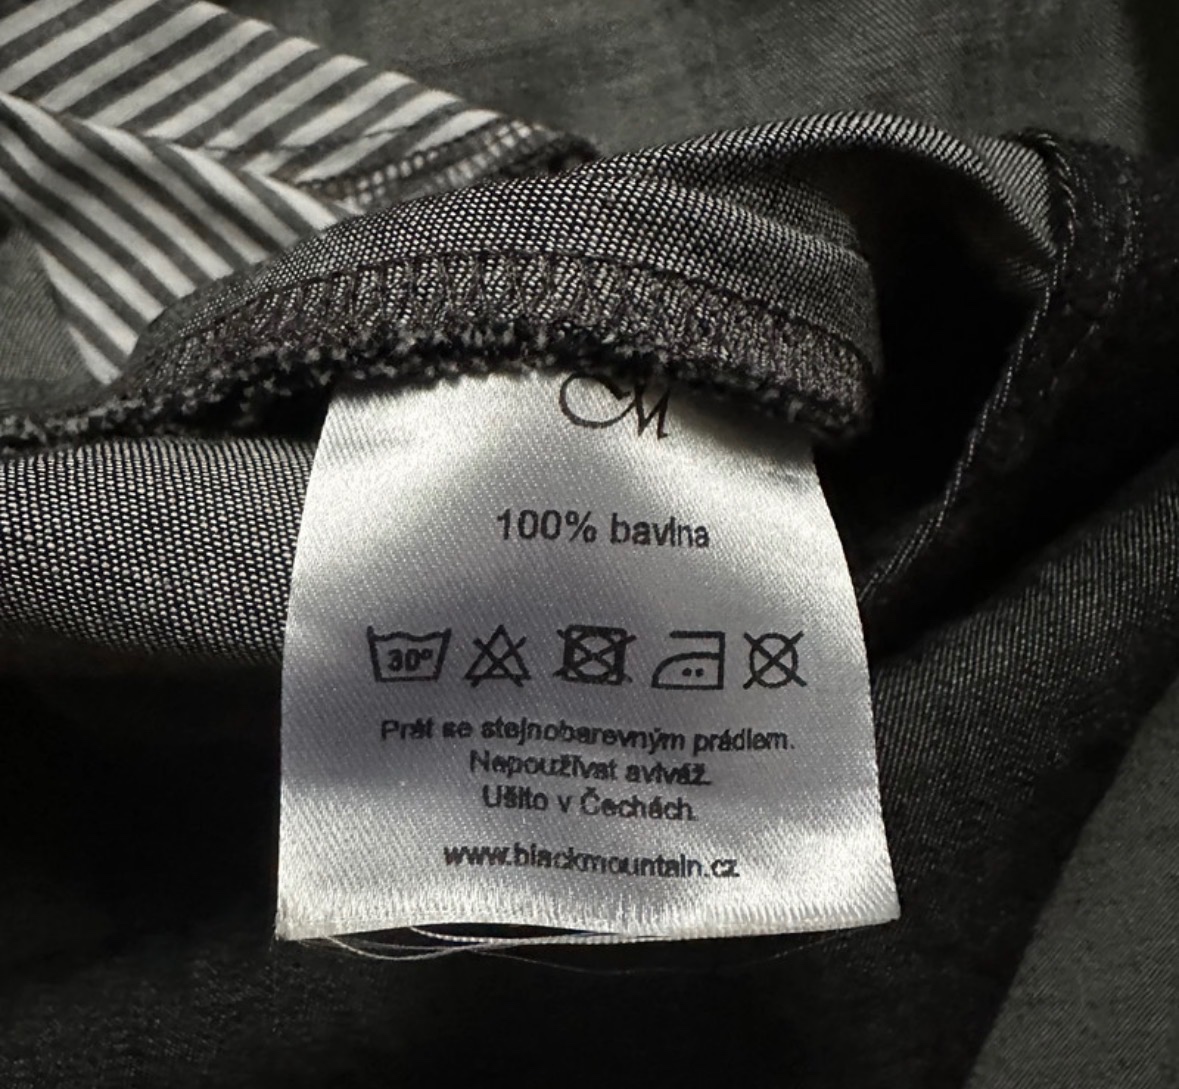 M
100% bavlna
30°
Prát se stejnobarevným prádlem.
Nepoužívat aviváž.
Ušito v Čechách.
www.blackmountain.cz